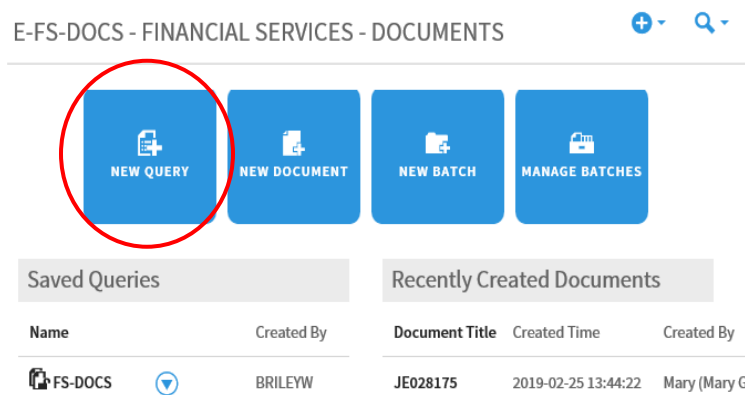 E-FS-DOCS - FINANCIAL SERVICES - DOCUMENTS
NEW QUERY
NEW DOCUMENT
NEW BATCH
MANAGE BATCHES
Saved Queries
Recently Created Documents
Name Created By
Document Title Created Time Created By
FS-DOCS BRILEYW
JE028175 2019-02-25 13:44:22 Mary (Mary G